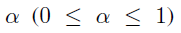 α (0 ≤ α ≤ 1)